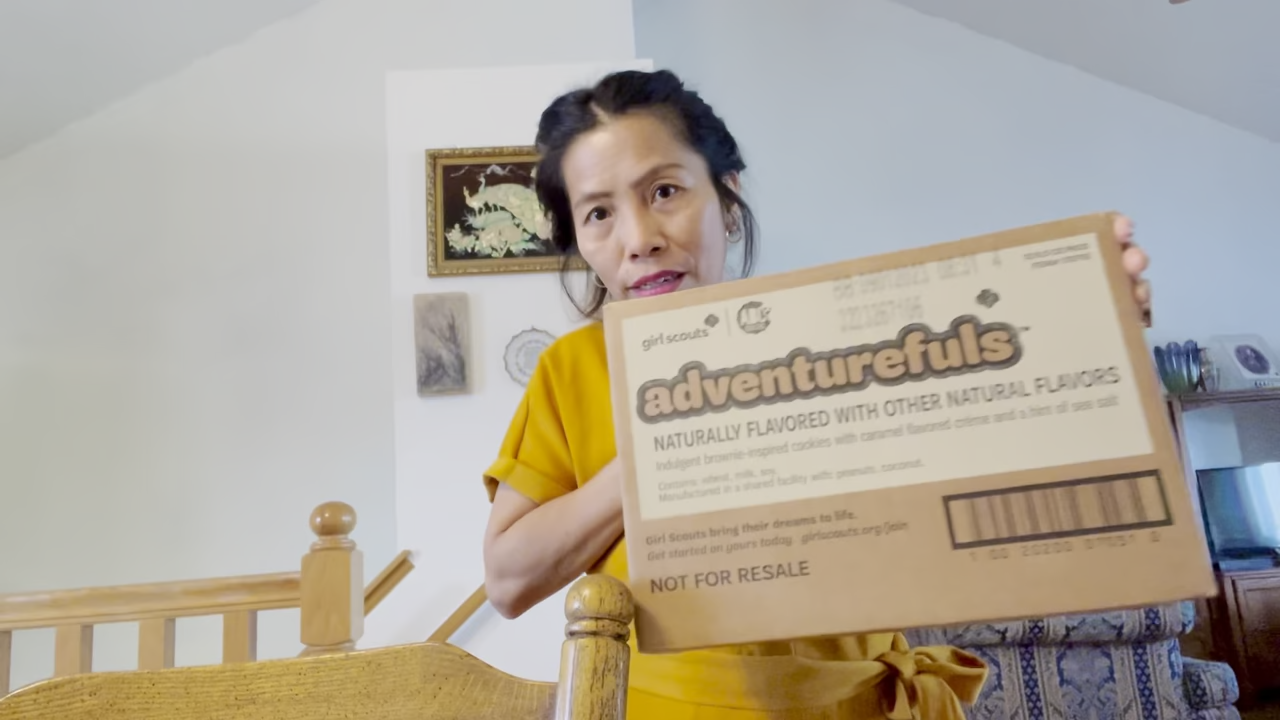 girl scouts
adventurefuls™
NATURALLY FLAVORED WITH OTHER NATURAL FLAVORS
Indulgent brownie-inspired cookies with caramel flavored crème and a hint of sea salt
Contains: wheat, milk, soy.
Manufactured in a shared facility with: peanuts, coconut.
Girl Scouts bring their dreams to life.
Get started on yours today. girlscouts.org/join
NOT FOR RESALE